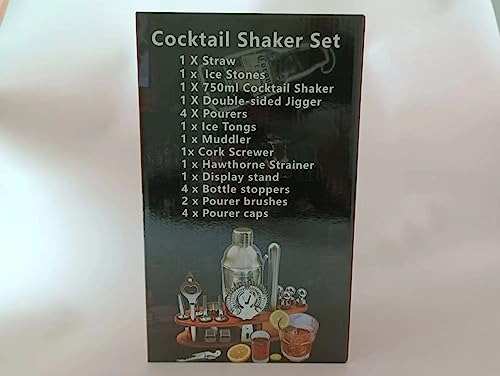 Cocktail Shaker Set
1 X Straw
1 x Ice Stones
1 X 750ml Cocktail Shaker
1 X Double-sided Jigger
4 X Pourers
1 x Ice Tongs
1 x Muddler
1x Cork Screwer
1 x Hawthorne Strainer
1 x Display stand
4 x Bottle stoppers
2 x Pourer brushes
4 x Pourer caps